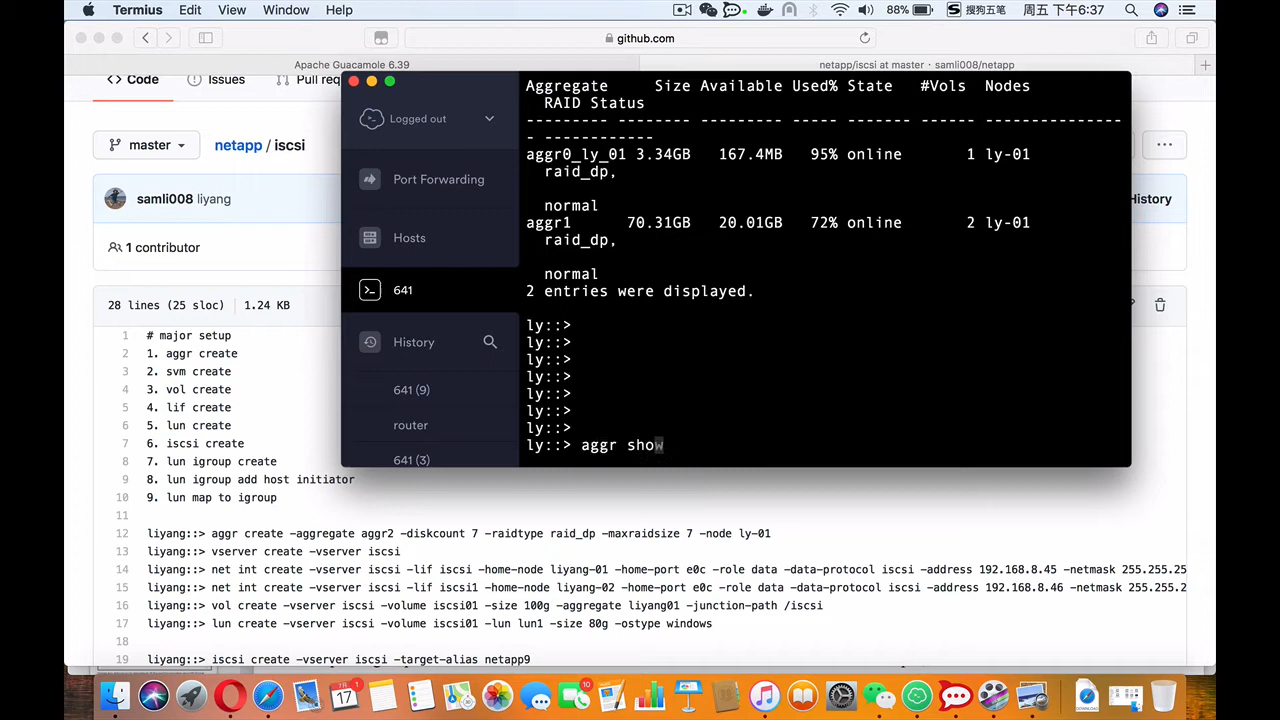 Termius Edit View Window Help 88% 搜狗五笔 周五 下午6:37
github.com
Apache Guacamole 6.39
netapp/iscsi at master · samli008/netapp
Code Issues Pull req
master netapp / iscsi
samli008 liyang
History
1 contributor
28 lines (25 sloc) 1.24 KB
Logged out
Port Forwarding
Hosts
641
History
641 (9)
router
641 (3)
Aggregate Size Available Used% State #Vols Nodes
RAID Status
--------- -------- --------- ----- ------- ------ ---------------
- ------------
aggr0_ly_01 3.34GB 167.4MB 95% online 1 ly-01
raid_dp,
normal
aggr1 70.31GB 20.01GB 72% online 2 ly-01
raid_dp,
normal
2 entries were displayed.
ly::>
ly::>
ly::>
ly::>
ly::>
ly::>
ly::>
ly::> aggr show
1 # major setup
2 1. aggr create
3 2. svm create
4 3. vol create
5 4. lif create
6 5. lun create
7 6. iscsi create
8 7. lun igroup create
9 8. lun igroup add host initiator
10 9. lun map to igroup
11
12 liyang::> aggr create -aggregate aggr2 -diskcount 7 -raidtype raid_dp -maxraidsize 7 -node ly-01
13 liyang::> vserver create -vserver iscsi
14 liyang::> net int create -vserver iscsi -lif iscsi -home-node liyang-01 -home-port e0c -role data -data-protocol iscsi -address 192.168.8.45 -netmask 255.255.25
15 liyang::> net int create -vserver iscsi -lif iscsi1 -home-node liyang-02 -home-port e0c -role data -data-protocol iscsi -address 192.168.8.46 -netmask 255.255.2
16 liyang::> vol create -vserver iscsi -volume iscsi01 -size 100g -aggregate liyang01 -junction-path /iscsi
17 liyang::> lun create -vserver iscsi -volume iscsi01 -lun lun1 -size 80g -ostype windows
18
19 liyang::> iscsi create -vserver iscsi -target-alias netapp9
17
10